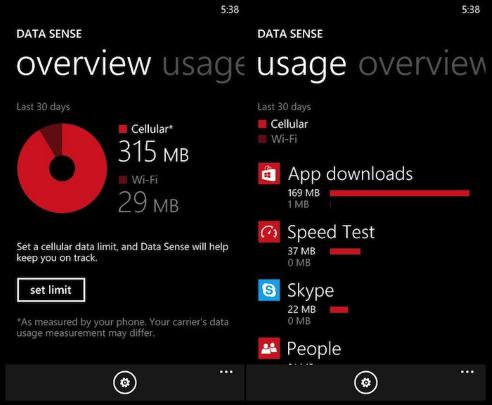 5:38
DATA SENSE
overview usage
Last 30 days
Cellular*
315 MB
Wi-Fi
29 MB
Set a cellular data limit, and Data Sense will help
keep you on track.
set limit
*As measured by your phone. Your carrier's data
usage measurement may differ.
5:38
DATA SENSE
usage overview
Last 30 days
Cellular
Wi-Fi
App downloads
169 MB
1 MB
Speed Test
37 MB
0 MB
Skype
22 MB
0 MB
People